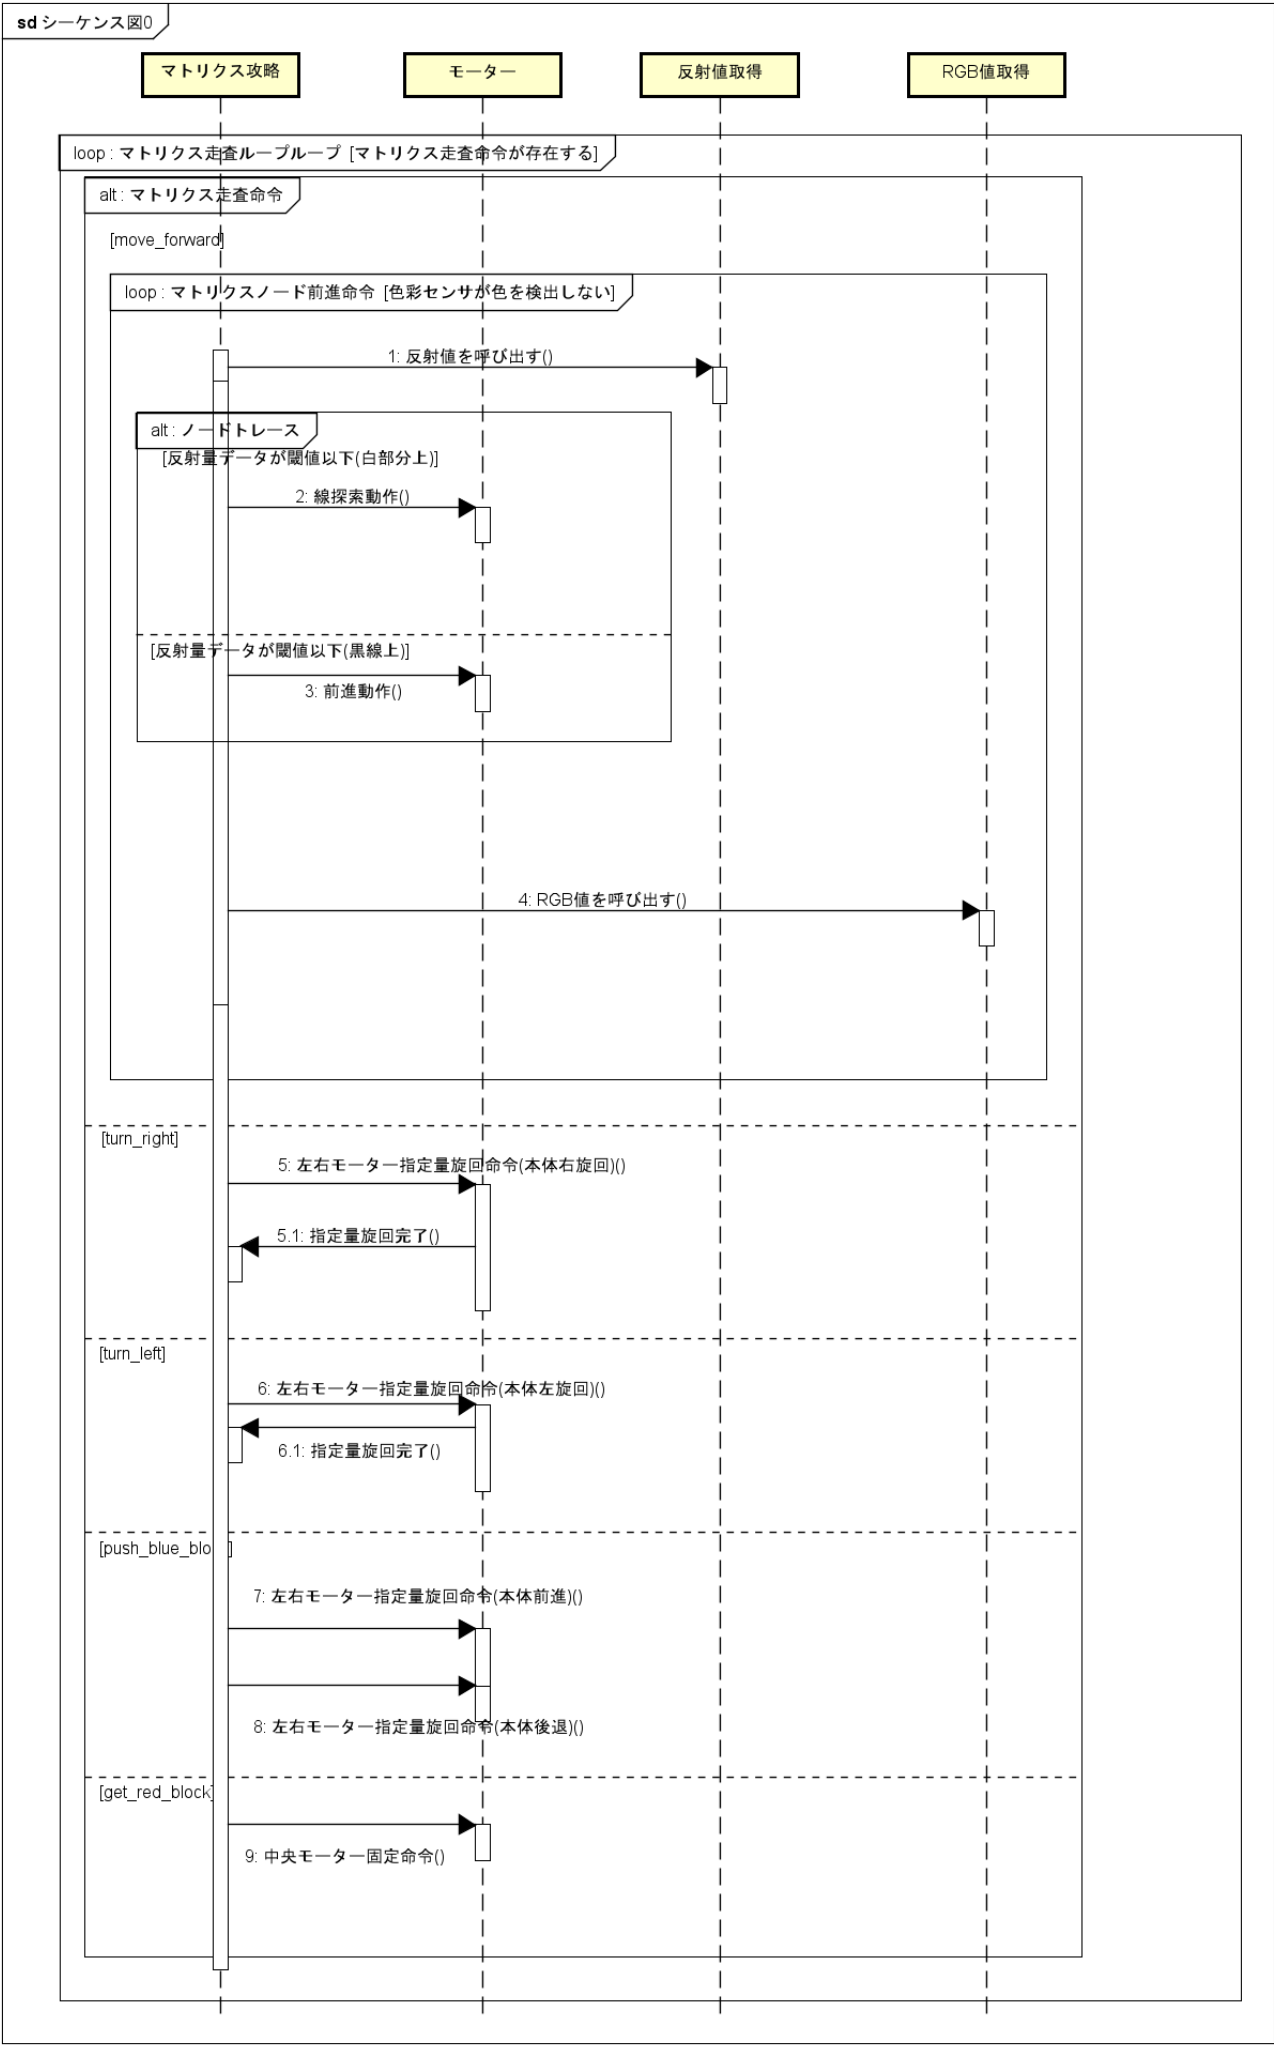 sd シーケンス図0
マトリクス攻略
モーター
反射値取得
RGB値取得
loop : マトリクス走査ループループ [マトリクス走査命令が存在する]
alt : マトリクス走査命令
[move_forward]
loop : マトリクスノード前進命令 [色彩センサが色を検出しない]
1: 反射値を呼び出す()
alt : ノードトレース
[反射量データが閾値以下(白部分上)]
2: 線探索動作()
[反射量データが閾値以下(黒線上)]
3: 前進動作()
4: RGB値を呼び出す()
[turn_right]
5: 左右モーター指定量旋回命令(本体右旋回)()
5.1: 指定量旋回完了()
[turn_left]
6: 左右モーター指定量旋回命令(本体左旋回)()
6.1: 指定量旋回完了()
[push_blue_blo ]
7: 左右モーター指定量旋回命令(本体前進)()
8: 左右モーター指定量旋回命令(本体後退)()
[get_red_block]
9: 中央モーター固定命令()